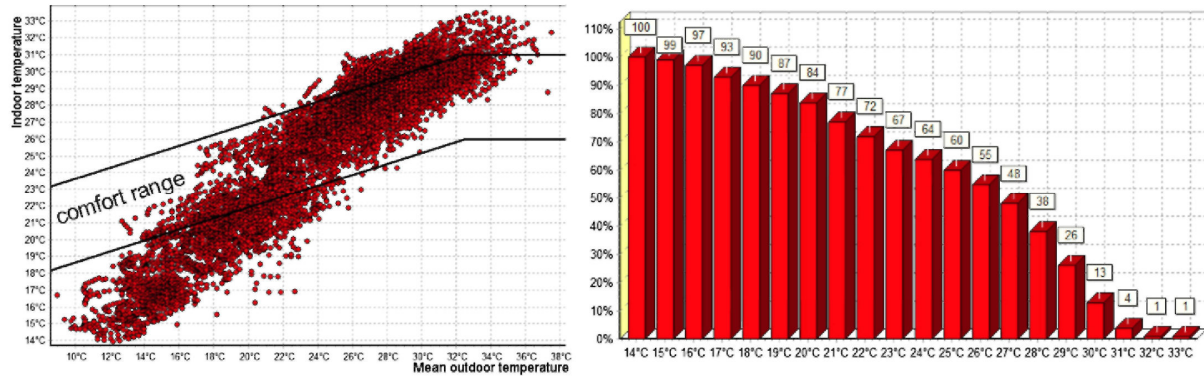 Indoor temperature
33°C
32°C
31°C
30°C
29°C
28°C
27°C
26°C
25°C
24°C
23°C
22°C
21°C
20°C
19°C
18°C
17°C
16°C
15°C
14°C
comfort range
10°C 12°C 14°C 16°C 18°C 20°C 22°C 24°C 26°C 28°C 30°C 32°C 34°C 36°C 38°C
Mean outdoor temperature
110%
100%
90%
80%
70%
60%
50%
40%
30%
20%
10%
0%
100 99 97 93 90 87 84 77 72 67 64 60 55 48 38 26 13 4 1 1
14°C 15°C 16°C 17°C 18°C 19°C 20°C 21°C 22°C 23°C 24°C 25°C 26°C 27°C 28°C 29°C 30°C 31°C 32°C 33°C